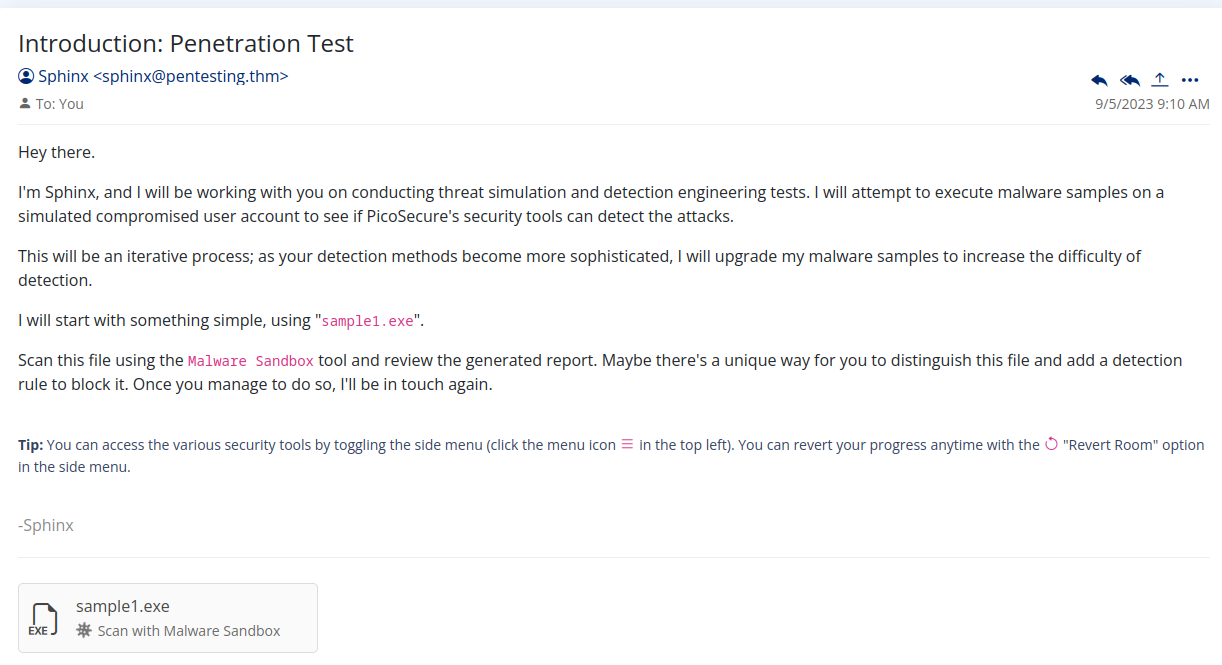 Introduction: Penetration Test
Sphinx <sphinx@pentesting.thm>
To: You
9/5/2023 9:10 AM
Hey there.
I'm Sphinx, and I will be working with you on conducting threat simulation and detection engineering tests. I will attempt to execute malware samples on a
simulated compromised user account to see if PicoSecure's security tools can detect the attacks.
This will be an iterative process; as your detection methods become more sophisticated, I will upgrade my malware samples to increase the difficulty of
detection.
I will start with something simple, using "sample1.exe".
Scan this file using the Malware Sandbox tool and review the generated report. Maybe there's a unique way for you to distinguish this file and add a detection
rule to block it. Once you manage to do so, I'll be in touch again.
Tip: You can access the various security tools by toggling the side menu (click the menu icon ☰ in the top left). You can revert your progress anytime with the ↺ "Revert Room" option
in the side menu.
-Sphinx
EXE
sample1.exe
Scan with Malware Sandbox